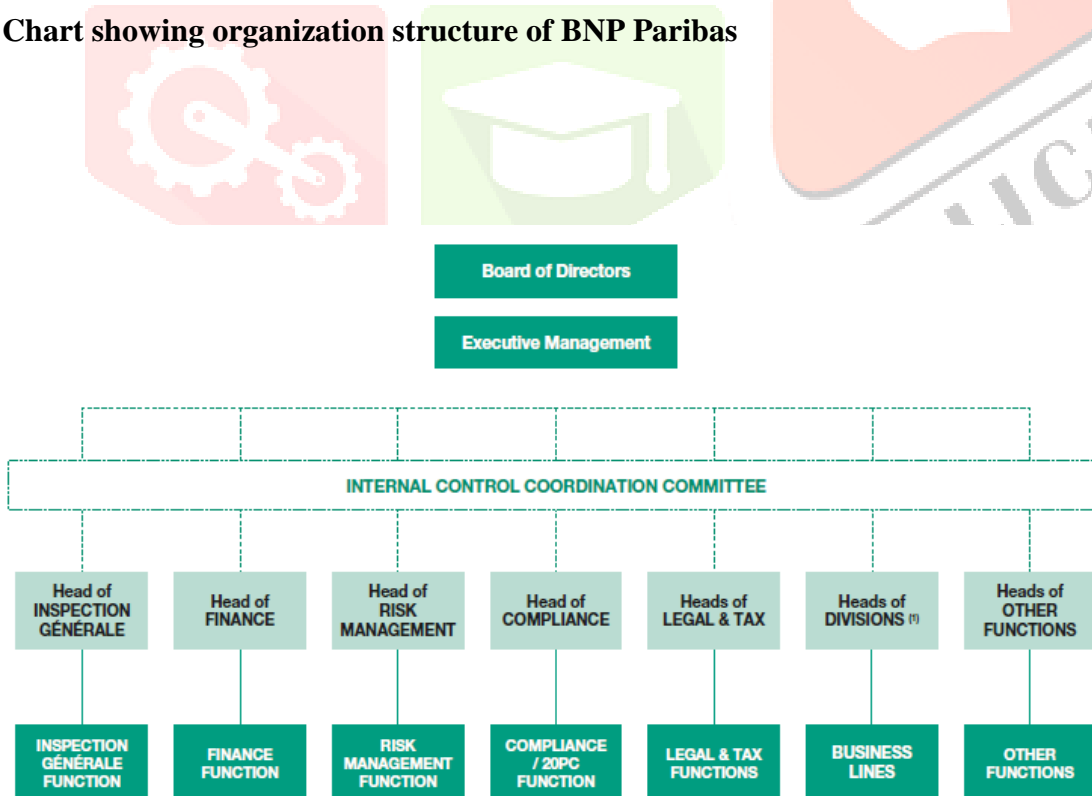 Chart showing organization structure of BNP Paribas
Board of Directors
Executive Management
INTERNAL CONTROL COORDINATION COMMITTEE
Head of
INSPECTION
GÉNÉRALE
Head of
FINANCE
Head of
RISK
MANAGEMENT
Head of
COMPLIANCE
Heads of
LEGAL & TAX
Heads of
DIVISIONS (1)
Heads of
OTHER
FUNCTIONS
INSPECTION
GÉNÉRALE
FUNCTION
FINANCE
FUNCTION
RISK
MANAGEMENT
FUNCTION
COMPLIANCE
/ 20PC
FUNCTION
LEGAL & TAX
FUNCTIONS
BUSINESS
LINES
OTHER
FUNCTIONS